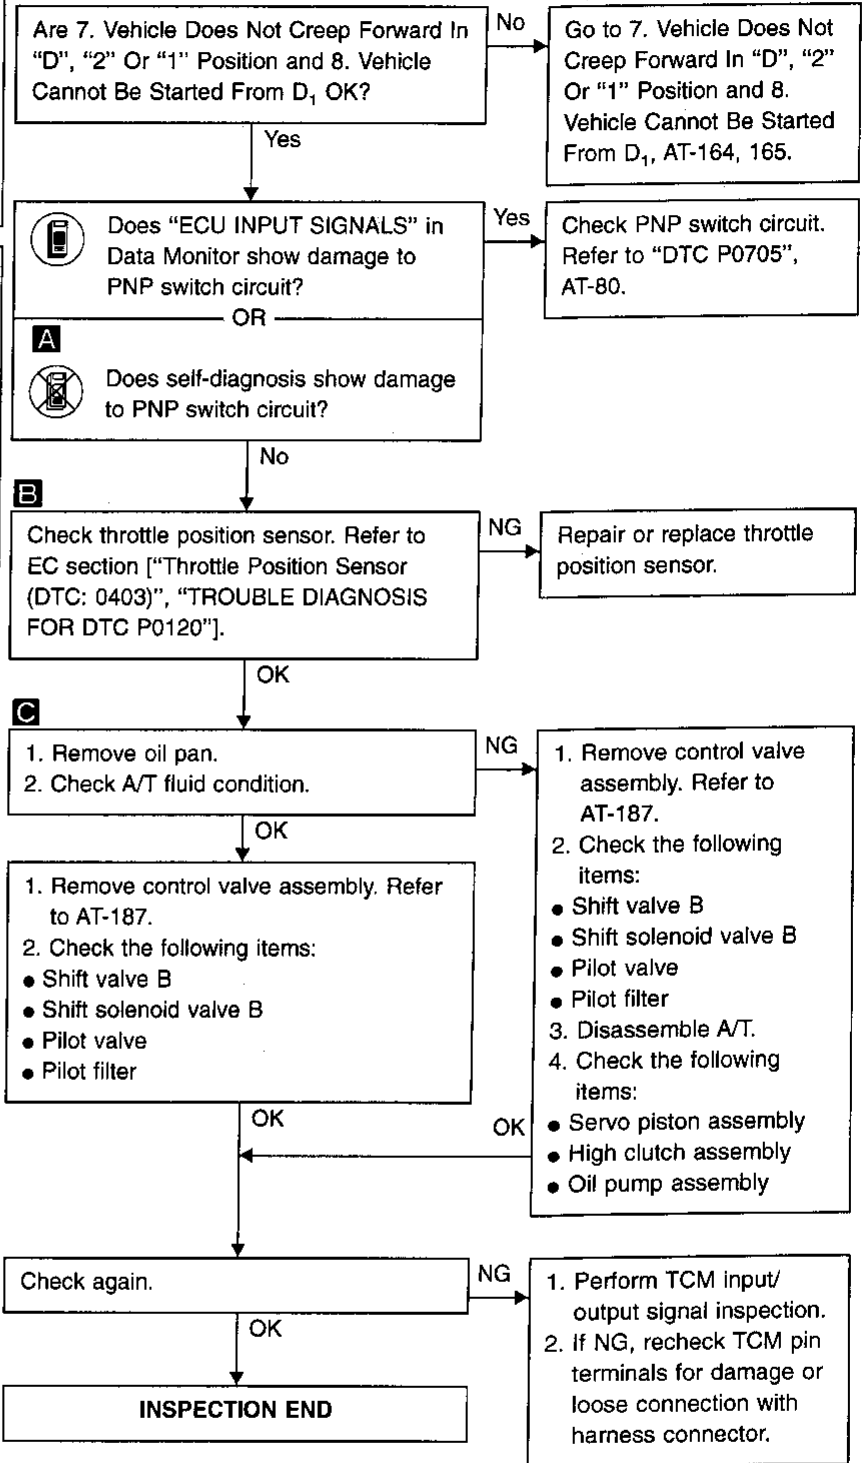 Are 7. Vehicle Does Not Creep Forward In
"D", "2" Or "1" Position and 8. Vehicle
Cannot Be Started From D₁ OK?
No
Go to 7. Vehicle Does Not
Creep Forward In "D", "2"
Or "1" Position and 8.
Vehicle Cannot Be Started
From D₁, AT-164, 165.
Yes
Does "ECU INPUT SIGNALS" in
Data Monitor show damage to
PNP switch circuit?
OR
A
Does self-diagnosis show damage
to PNP switch circuit?
Yes
Check PNP switch circuit.
Refer to "DTC P0705",
AT-80.
No
B
Check throttle position sensor. Refer to
EC section ["Throttle Position Sensor
(DTC: 0403)", "TROUBLE DIAGNOSIS
FOR DTC P0120"].
NG
Repair or replace throttle
position sensor.
OK
C
1. Remove oil pan.
2. Check A/T fluid condition.
NG
1. Remove control valve
assembly. Refer to
AT-187.
2. Check the following
items:
● Shift valve B
● Shift solenoid valve B
● Pilot valve
● Pilot filter
3. Disassemble A/T.
4. Check the following
items:
● Servo piston assembly
● High clutch assembly
● Oil pump assembly
OK
1. Remove control valve assembly. Refer
to AT-187.
2. Check the following items:
● Shift valve B
● Shift solenoid valve B
● Pilot valve
● Pilot filter
OK
OK
Check again.
NG
1. Perform TCM input/
output signal inspection.
2. If NG, recheck TCM pin
terminals for damage or
loose connection with
harness connector.
OK
INSPECTION END